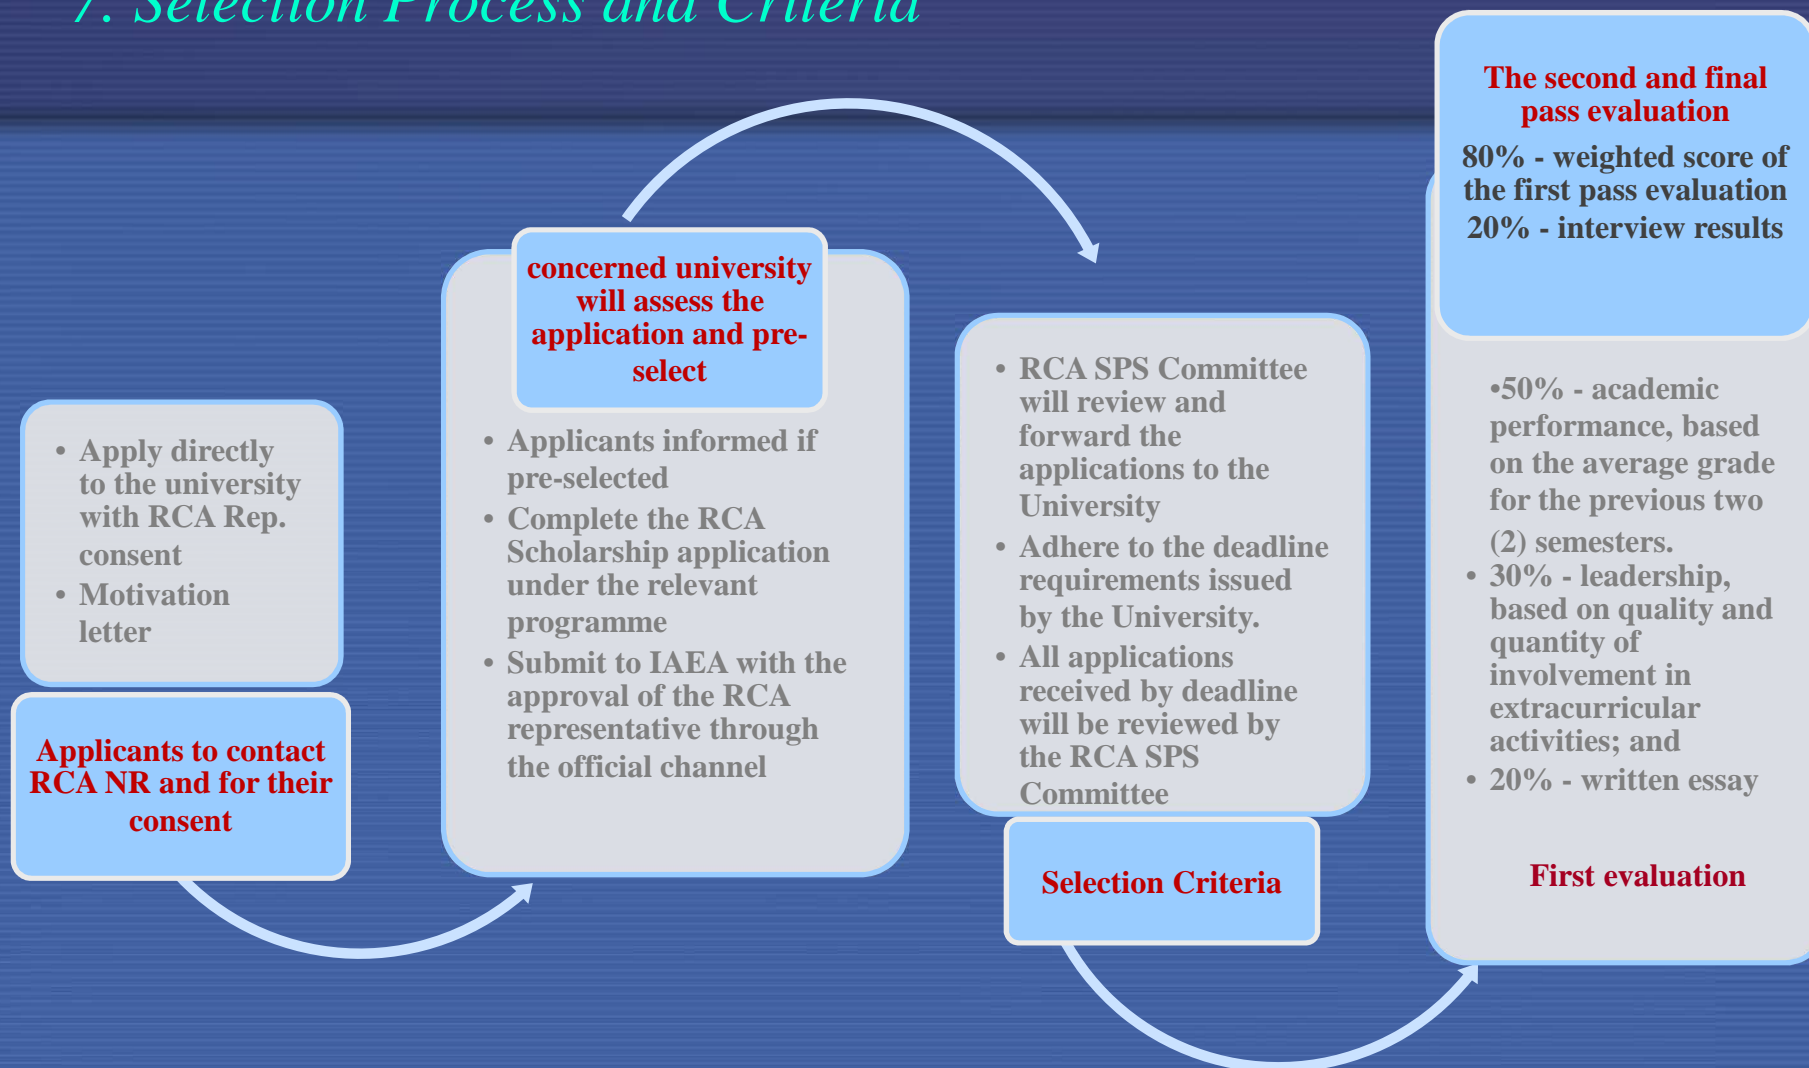 7. Selection Process and Criteria
• Apply directly
to the university
with RCA Rep.
consent
• Motivation
letter
Applicants to contact
RCA NR and for their
consent
concerned university
will assess the
application and pre-
select
• Applicants informed if
pre-selected
• Complete the RCA
Scholarship application
under the relevant
programme
• Submit to IAEA with the
approval of the RCA
representative through
the official channel
• RCA SPS Committee
will review and
forward the
applications to the
University
• Adhere to the deadline
requirements issued
by the University.
• All applications
received by deadline
will be reviewed by
the RCA SPS
Committee
Selection Criteria
The second and final
pass evaluation
80% - weighted score of
the first pass evaluation
20% - interview results
•50% - academic
performance, based
on the average grade
for the previous two
(2) semesters.
• 30% - leadership,
based on quality and
quantity of
involvement in
extracurricular
activities; and
• 20% - written essay
First evaluation